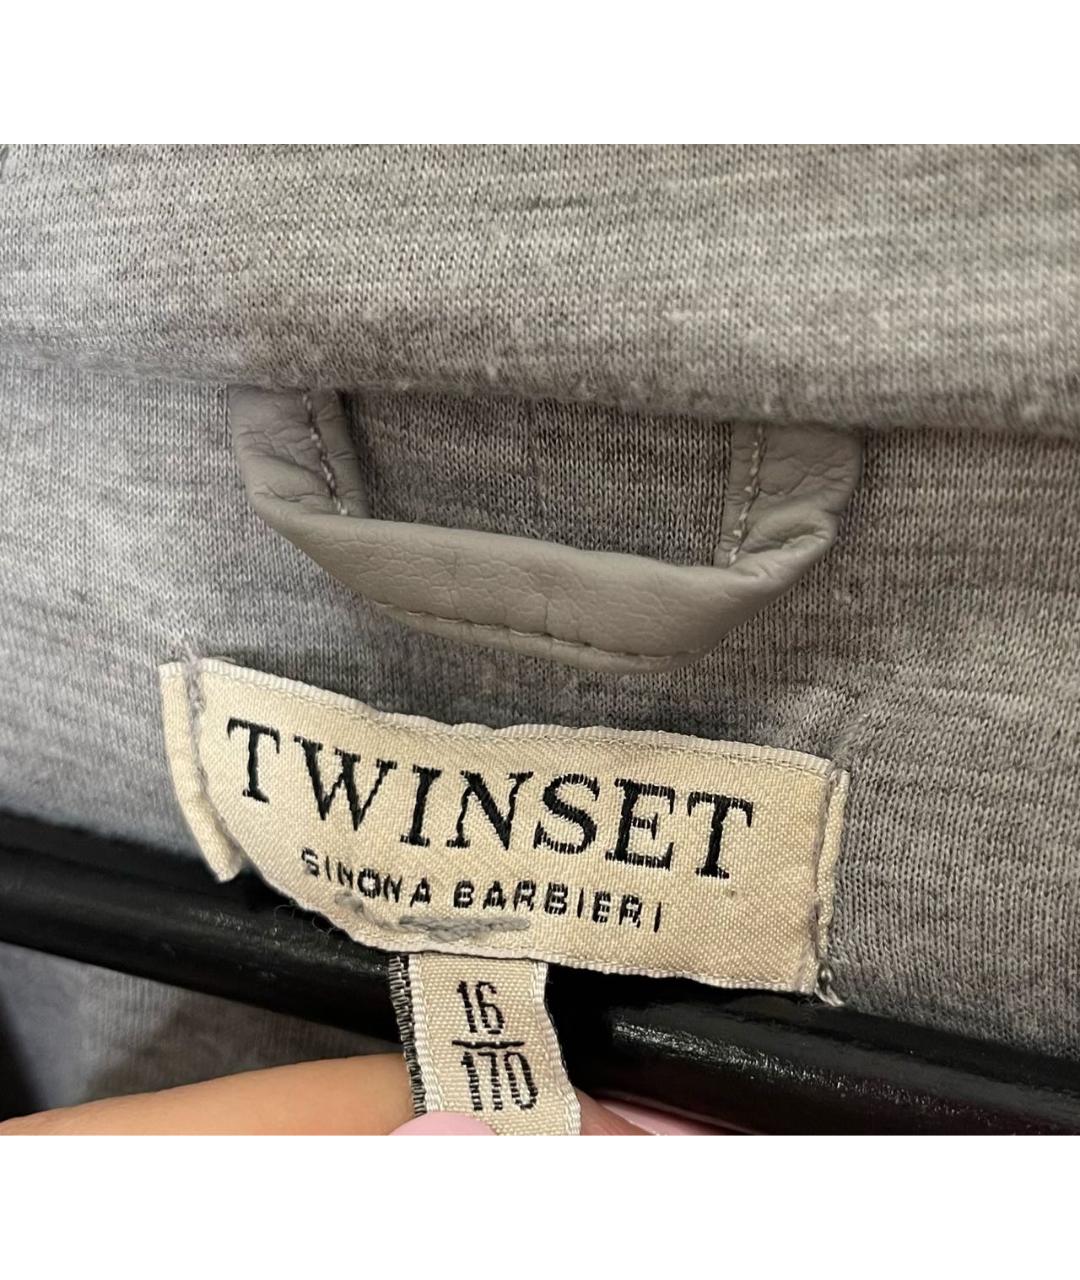 TWINSET
SIMONA BARBIERI
16
170